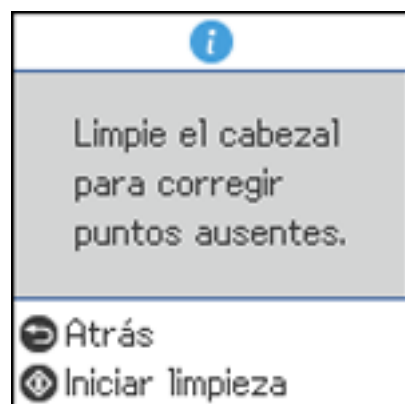 Limpie el cabezal
para corregir
puntos ausentes.
Atrás
Iniciar limpieza